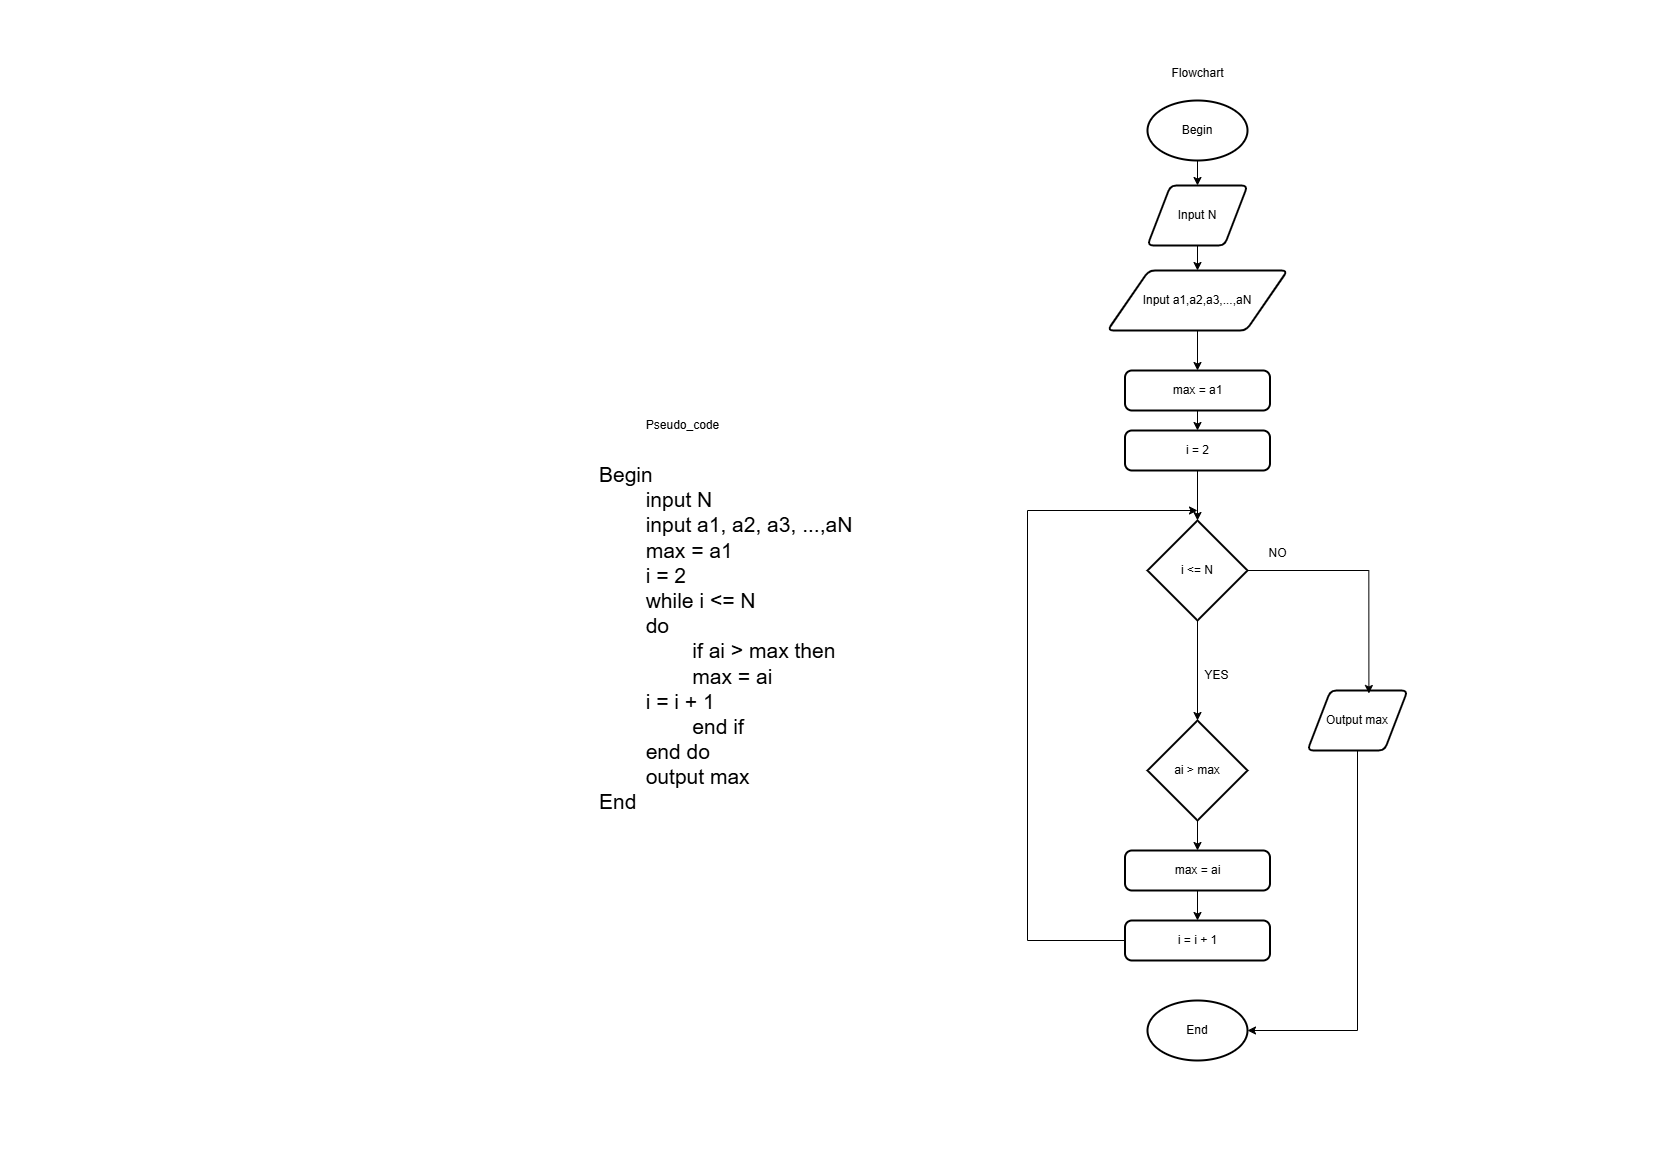 Pseudo_code
Begin
input N
input a1, a2, a3, ...,aN
max = a1
i = 2
while i <= N
do
if ai > max then
max = ai
i = i + 1
end if
end do
output max
End
Flowchart
Begin
Input N
Input a1,a2,a3,...,aN
max = a1
i = 2
i <= N
NO
YES
Output max
ai > max
max = ai
i = i + 1
End